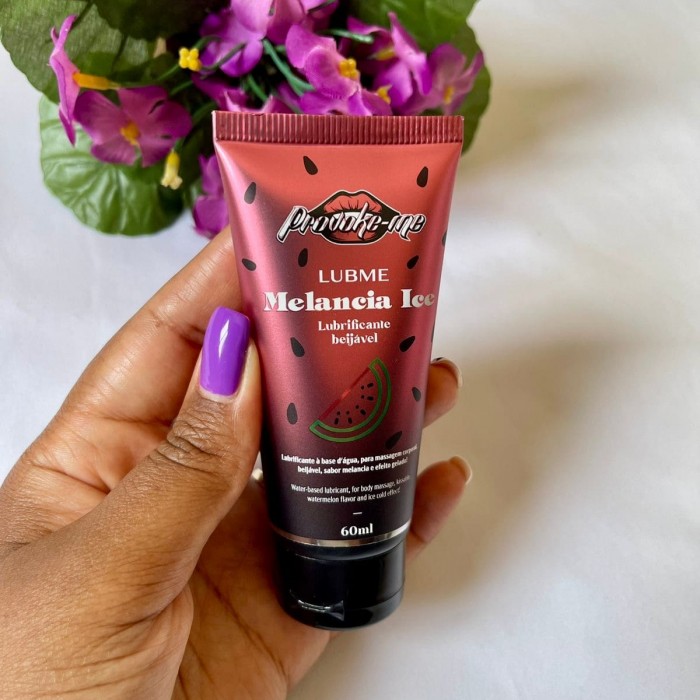 Provoke-me
LUBME
Melancia Ice
Lubrificante
beijável
Lubrificante à base d'água, para massagem corporal,
beijável, sabor melancia e efeito gelado!
Water-based lubricant, for body massage, kissable,
watermelon flavor and ice cold effect!
60ml